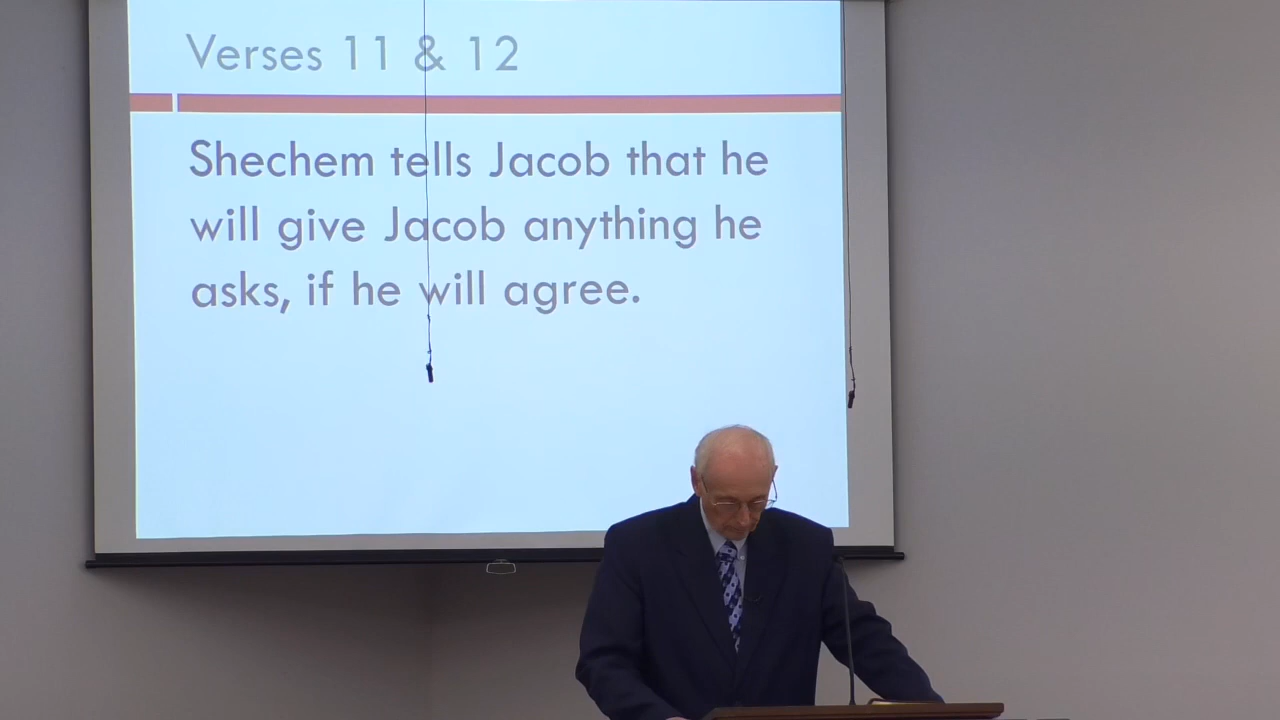 Verses 11 & 12
Shechem tells Jacob that he
will give Jacob anything he
asks, if he will agree.